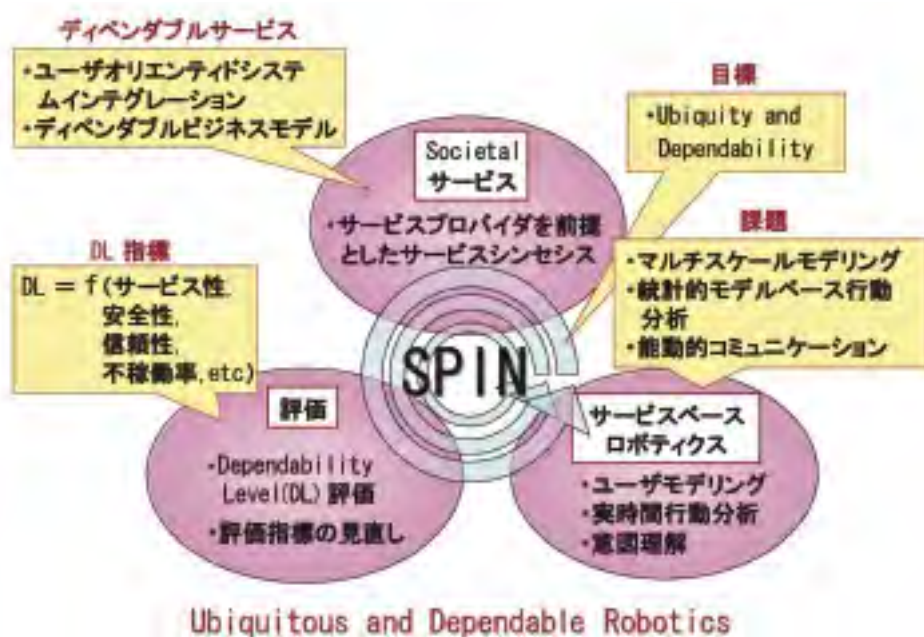 ディペンダブルサービス
・ユーザオリエンティドシステ
ムインテグレーション
・ディペンダブルビジネスモデル
目標
・Ubiquity and
Dependability
Societal
サービス
・サービスプロバイダを前提
としたサービスシンセシス
課題
・マルチスケールモデリング
・統計的モデルベース行動
分析
・能動的コミュニケーション
DL 指標
DL = f(サービス性,
安全性,
信頼性,
不稼働率,etc)
SPIN
評価
・Dependability
Level(DL) 評価
・評価指標の見直し
サービスベース
ロボティクス
・ユーザモデリング
・実時間行動分析
・意図理解
Ubiquitous and Dependable Robotics